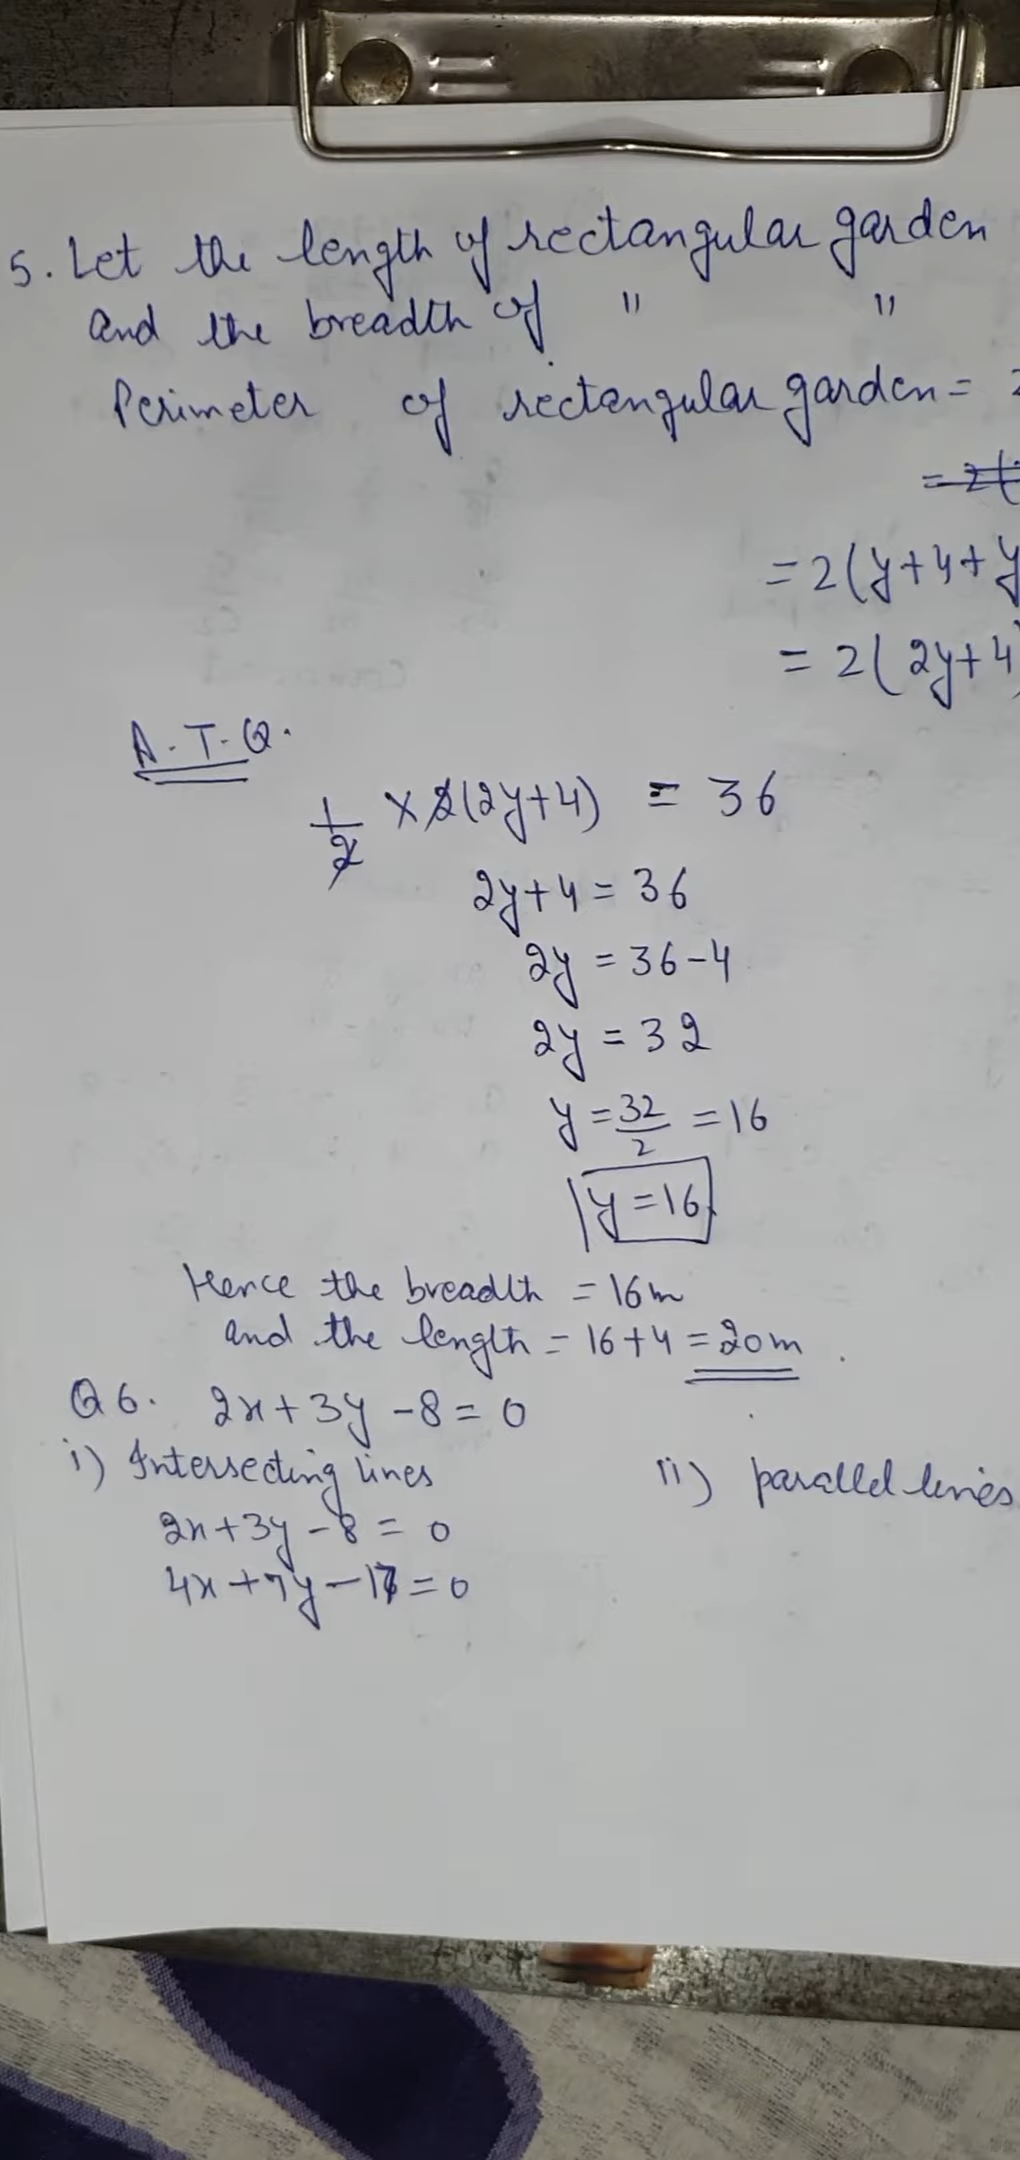 5. Let the length of rectangular garden
and the breadth of " "
Perimeter of rectangular garden =
= 2(
= 2(y+4+y
= 2(2y+4)
A.T.Q.
1/2 × 2(2y+4) = 36
2y+4 = 36
2y = 36-4
2y = 32
y = 32/2 = 16
y = 16
Hence the breadth = 16m
and the length = 16+4 = 20m.
Q6. 2x+3y-8=0
i) Intersecting lines ii) parallel lines
2x+3y-8=0
4x+7y-17=0